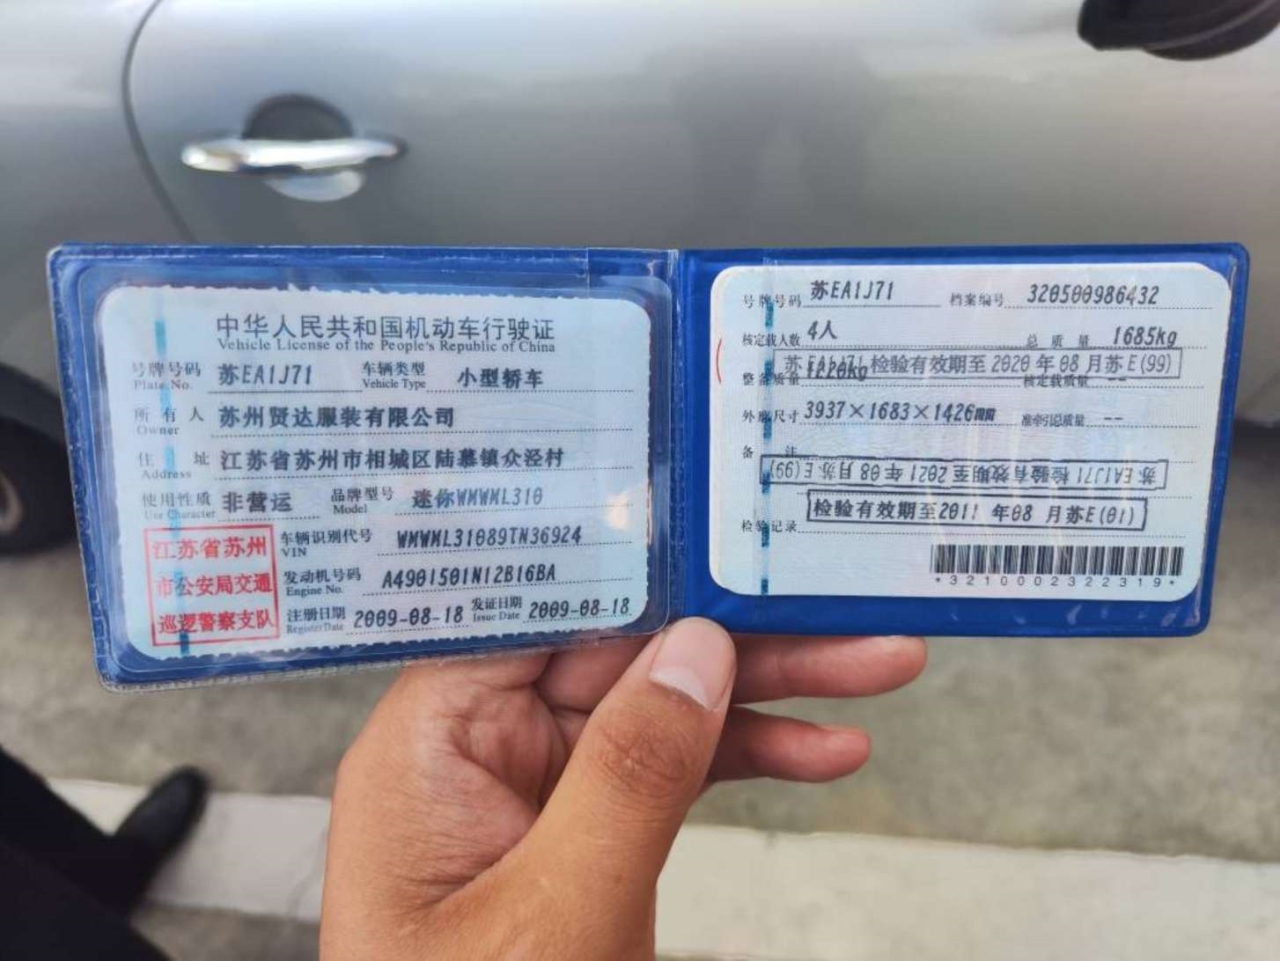 中华人民共和国机动车行驶证
Vehicle License of the People's Republic of China
号牌号码 苏EA1J71 车辆类型 小型轿车
Plate No. Vehicle Type
所有人 苏州贤达服装有限公司
Owner
住址 江苏省苏州市相城区陆慕镇众泾村
Address
使用性质 非营运 品牌型号 迷你WMWML310
Use Character Model
江苏省苏州
市公安局交通
巡逻警察支队
车辆识别代号 WMWML31089TN36924
VIN
发动机号码 A4901501N12B16BA
Engine No.
注册日期 2009-08-18 发证日期 2009-08-18
Register Date Issue Date
号牌号码 苏EA1J71 档案编号 320500986432
核定载人数 4人 总质量 1685kg
苏EA1J71 检验有效期至2020年08月苏E(99)
整备质量 1220kg 核定载质量 --
外廓尺寸 3937×1683×1426mm 准牵引总质量 --
备注
苏EA1J71 检验有效期至2021年08月苏E(99)
检验有效期至2011年08月苏E(01)
检验记录
*3210002322319*